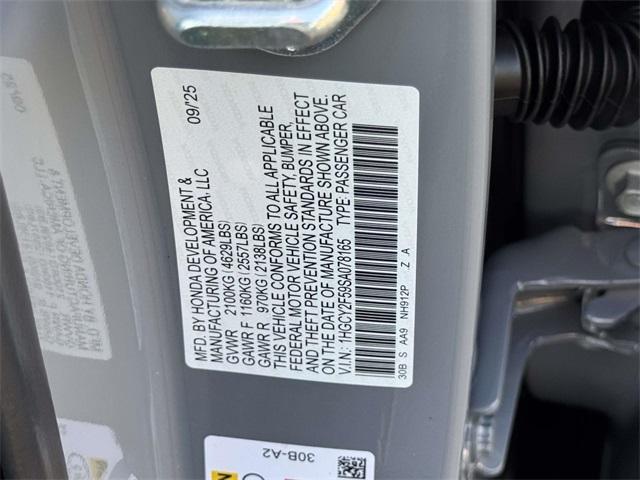 MFD. BY HONDA DEVELOPMENT & 09/25
MANUFACTURING OF AMERICA, LLC
GVWR 2100KG(4629LBS)
GAWR F 1160KG(2557LBS)
GAWR R 970KG(2138LBS)
THIS VEHICLE CONFORMS TO ALL APPLICABLE
FEDERAL MOTOR VEHICLE SAFETY, BUMPER,
AND THEFT PREVENTION STANDARDS IN EFFECT
ON THE DATE OF MANUFACTURE SHOWN ABOVE.
V.I.N.: 1HGCY2F59SA078165 TYPE:PASSENGER CAR
30B S AA9 NH912P Z A
30B-A2